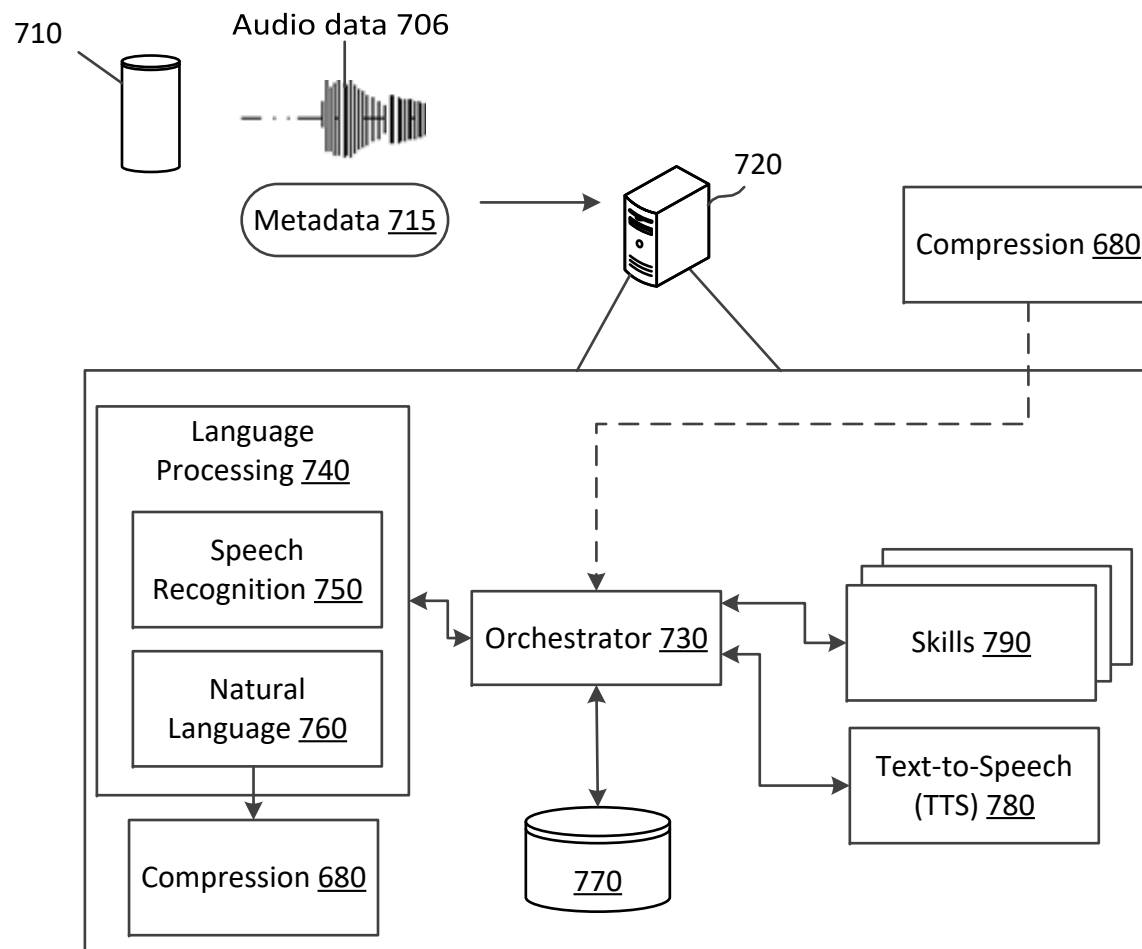 710
Audio data 706
Metadata 715
720
Compression 680
Language
Processing 740
Speech
Recognition 750
Natural
Language 760
Orchestrator 730
Skills 790
Text-to-Speech
(TTS) 780
Compression 680
770